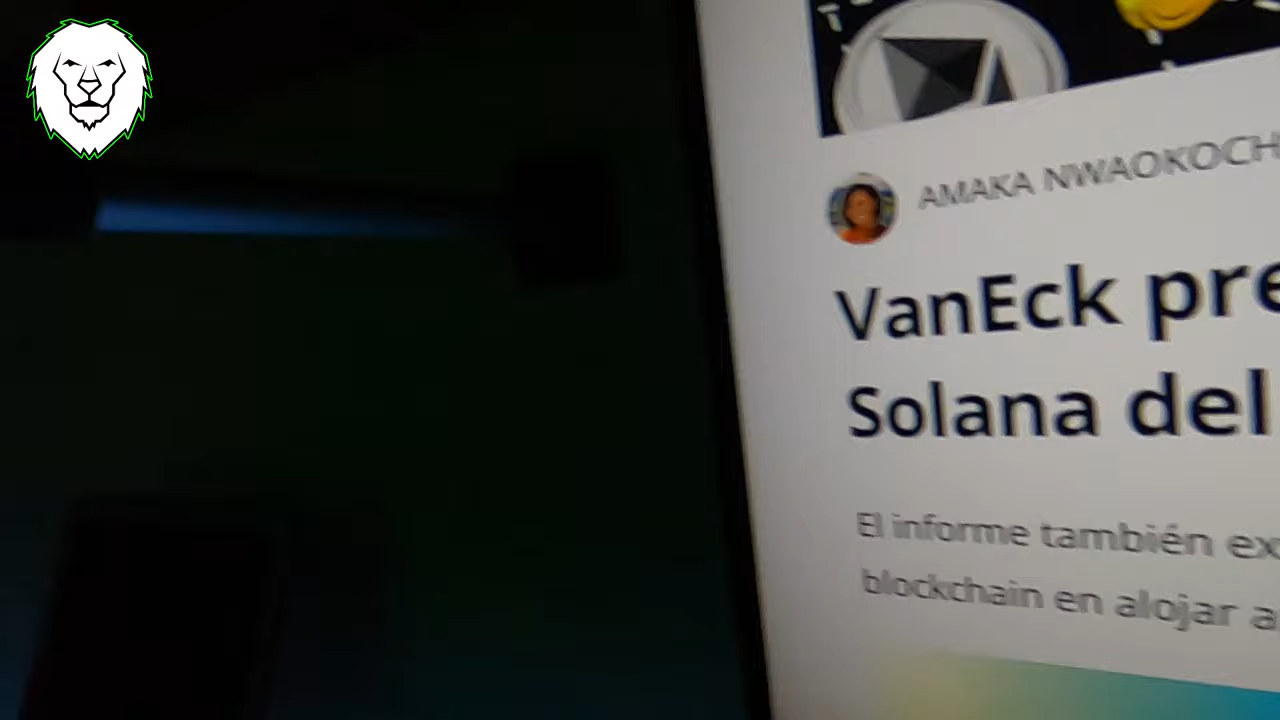 AMAKA NWAOKOCH
VanEck pre
Solana del
El informe también ex
blockchain en alojar a